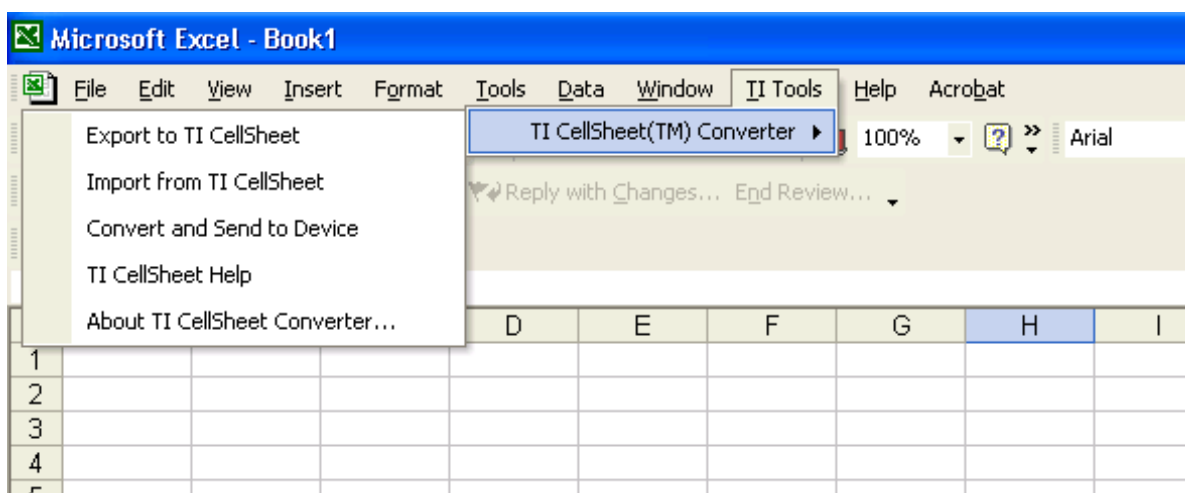 Microsoft Excel - Book1
File Edit View Insert Format Tools Data Window TI Tools Help Acrobat
Export to TI CellSheet
TI CellSheet(TM) Converter
100%
Arial
Import from TI CellSheet
Reply with Changes... End Review...
Convert and Send to Device
TI CellSheet Help
About TI CellSheet Converter...
D E F G H I
1
2
3
4